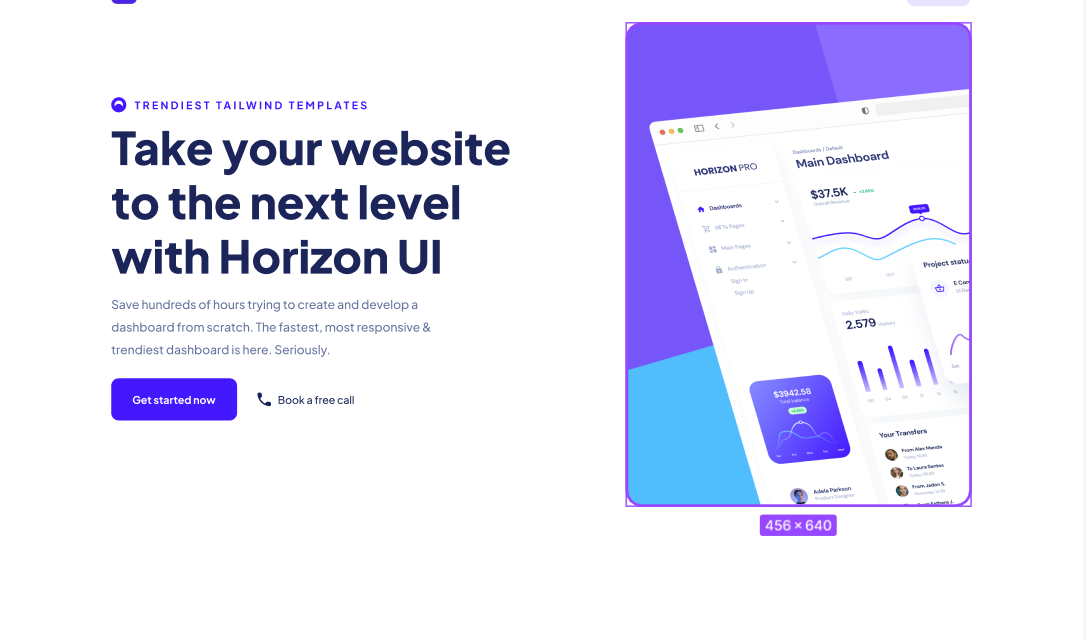 TRENDIEST TAILWIND TEMPLATES
Take your website
to the next level
with Horizon UI
Save hundreds of hours trying to create and develop a
dashboard from scratch. The fastest, most responsive &
trendiest dashboard is here. Seriously.
Get started now
Book a free call
HORIZON PRO
Dashboards
NFTs Pages
Main Pages
Authentication
Sign In
Sign Up
$3942.58
Total balance
Adela Parkson
Product Designer
Dashboards / Default
Main Dashboard
$37.5K
Overall Revenue
SEP
OCT
Project statu
E Com
Daily Traffic
2.579 Visitors
Your Transfers
From Alex Manda
To Laura Santos
From Jaden S.
456 × 640